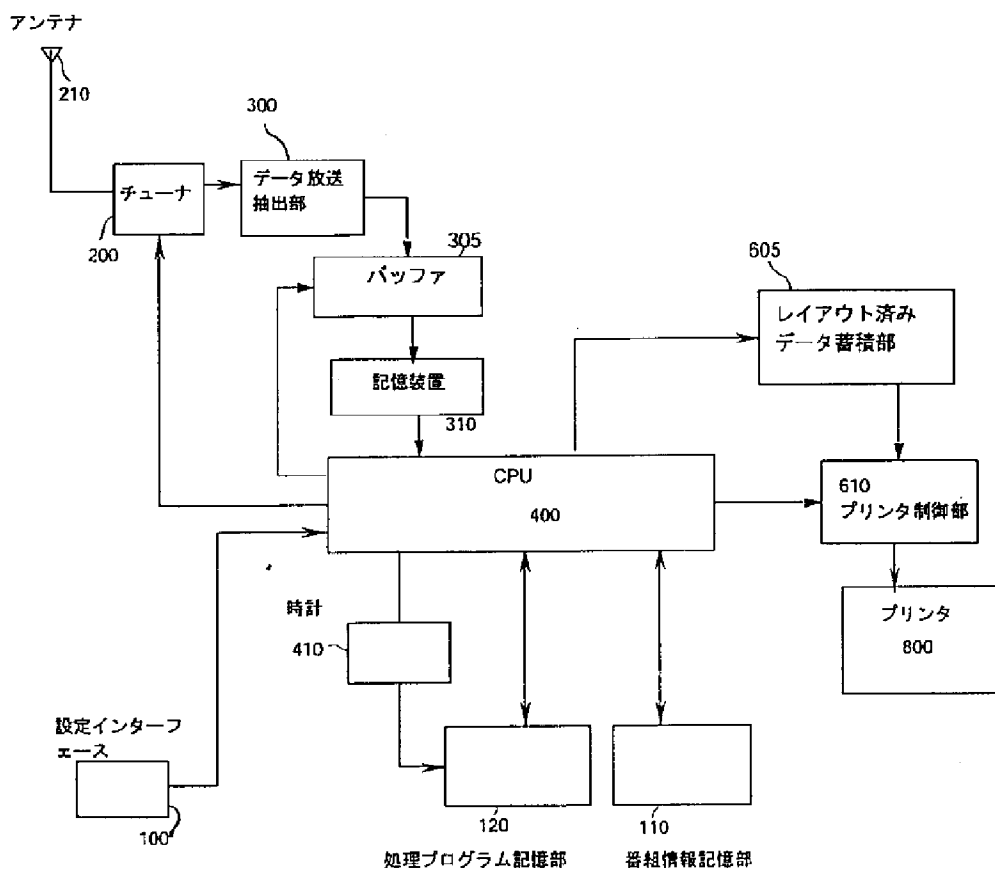 アンテナ
210
300
チューナ
200
データ放送
抽出部
305
バッファ
605
レイアウト済み
データ蓄積部
記憶装置
310
CPU
400
610
プリンタ制御部
時計
410
プリンタ
800
設定インターフ
ェース
100
120
110
処理プログラム記憶部
番組情報記憶部